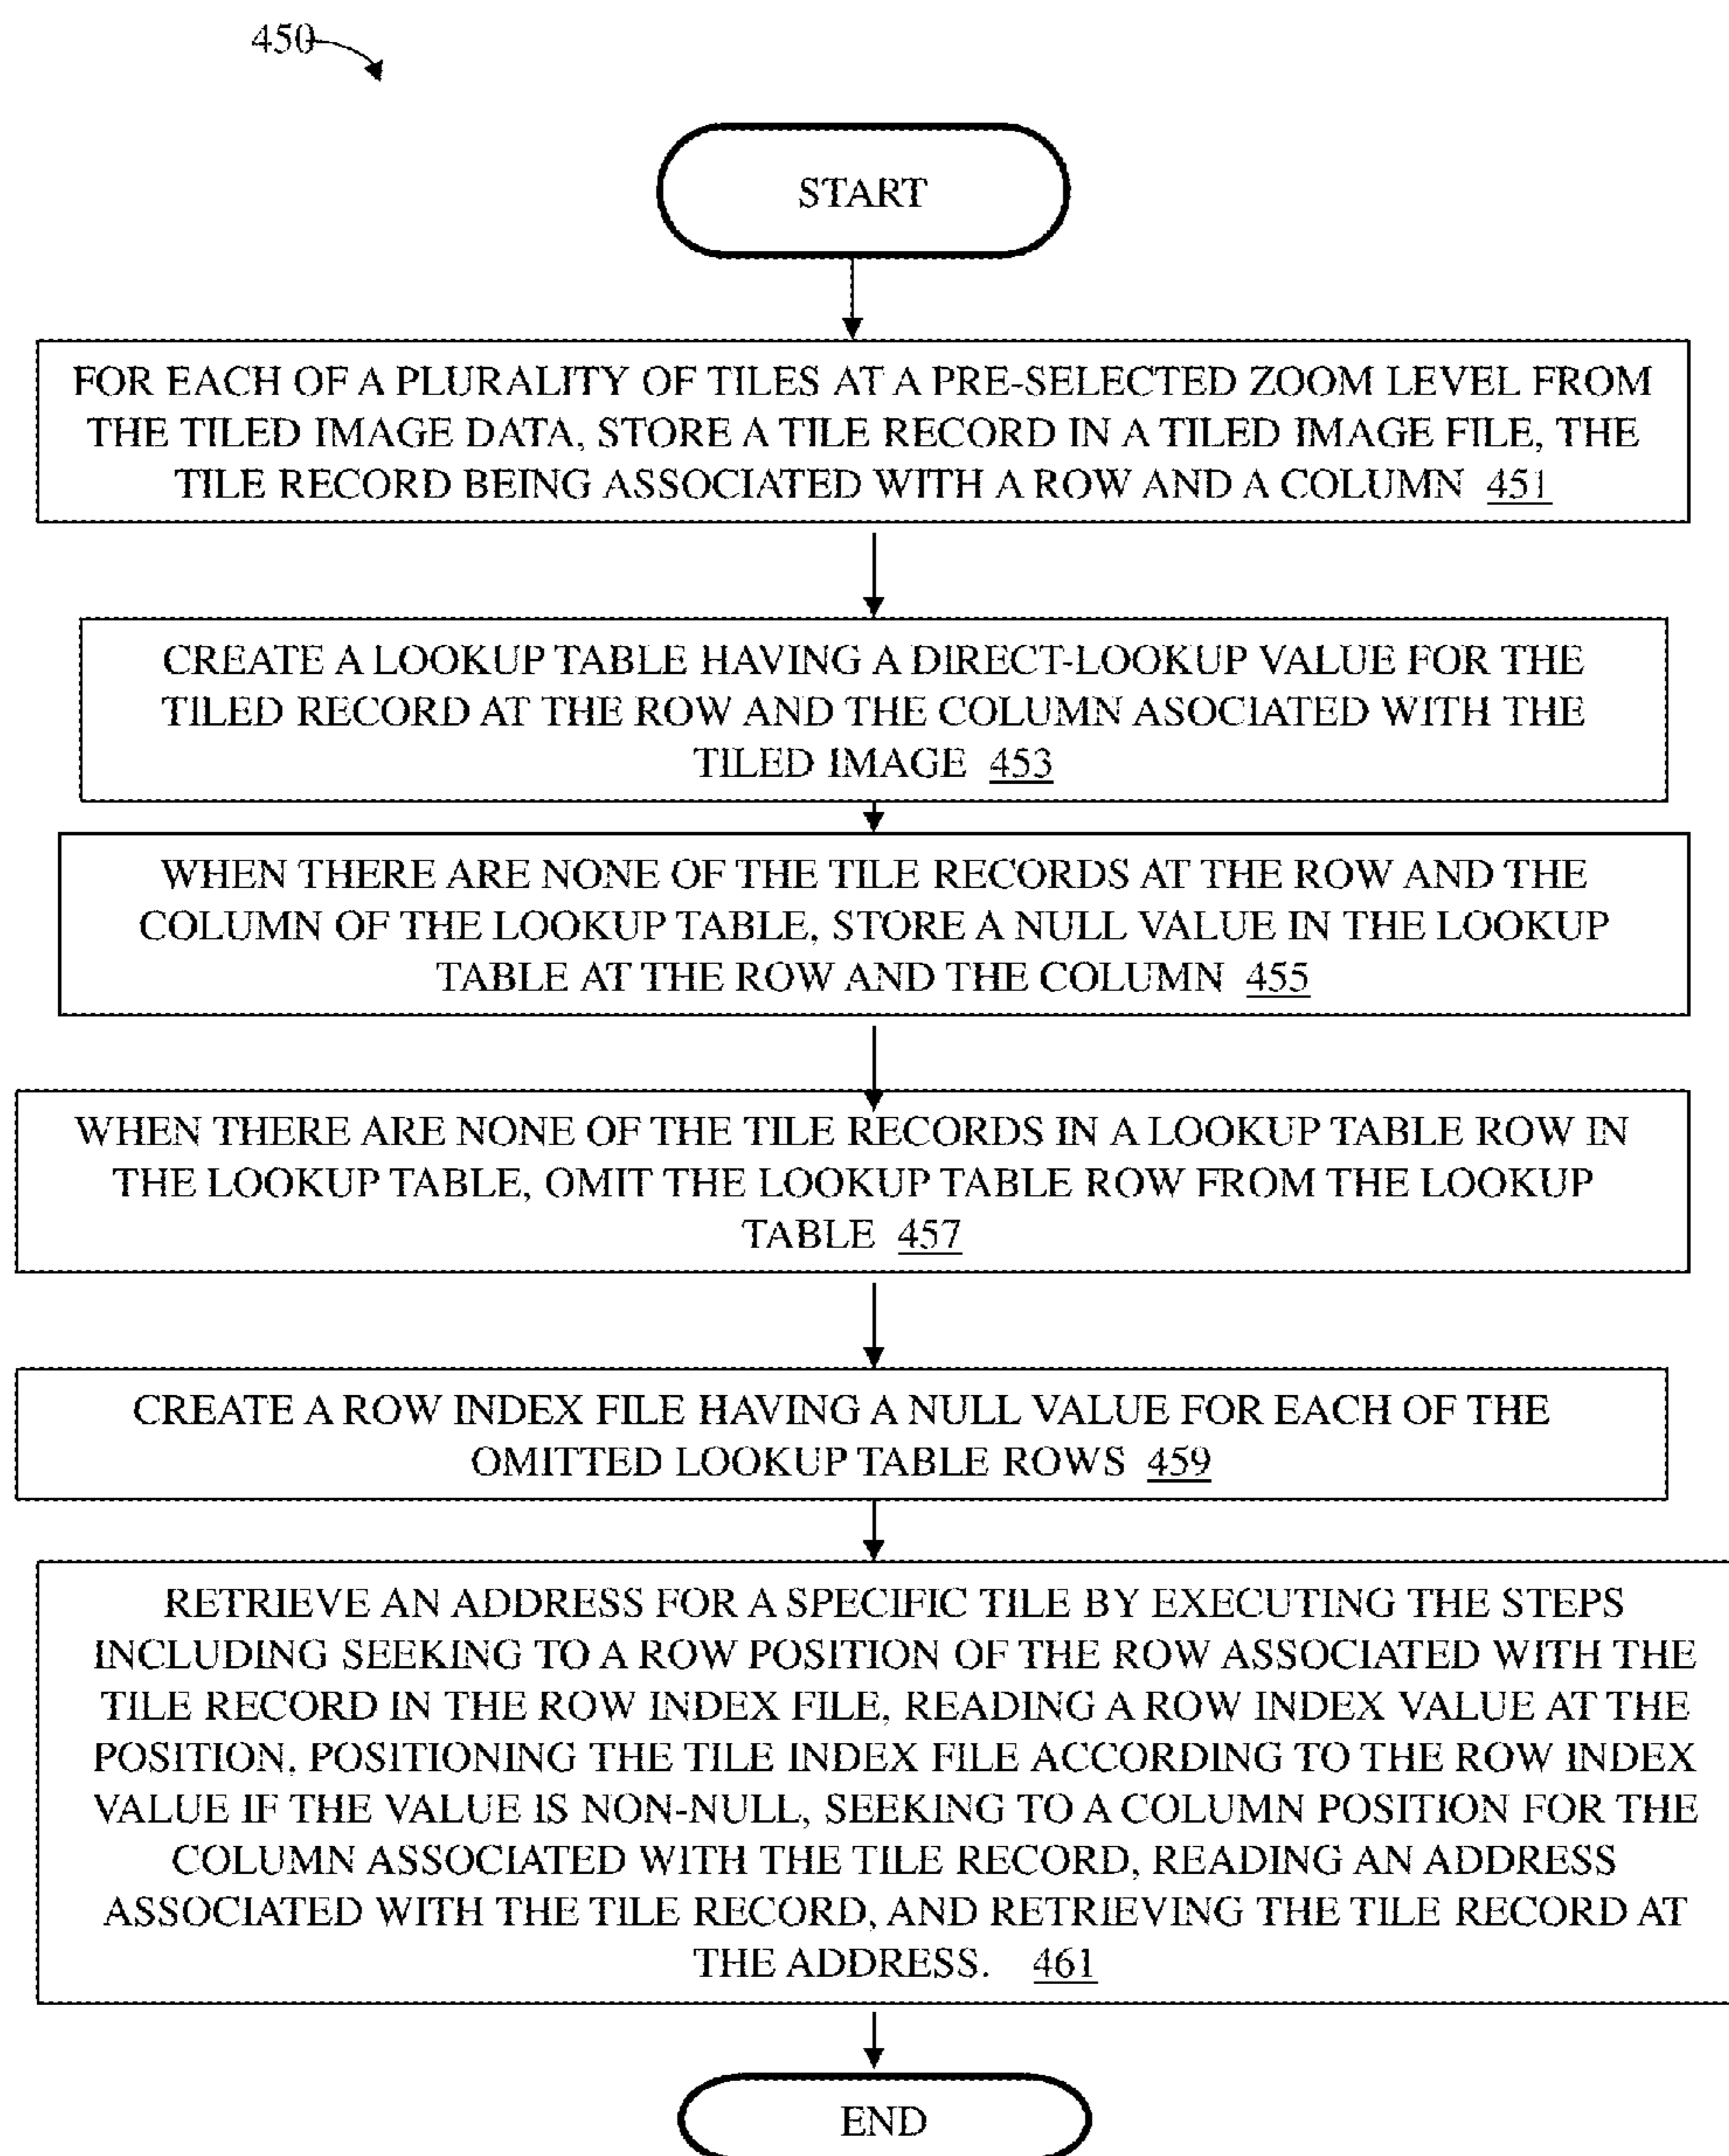 450
START
FOR EACH OF A PLURALITY OF TILES AT A PRE-SELECTED ZOOM LEVEL FROM
THE TILED IMAGE DATA, STORE A TILE RECORD IN A TILED IMAGE FILE, THE
TILE RECORD BEING ASSOCIATED WITH A ROW AND A COLUMN 451
CREATE A LOOKUP TABLE HAVING A DIRECT-LOOKUP VALUE FOR THE
TILED RECORD AT THE ROW AND THE COLUMN ASOCIATED WITH THE
TILED IMAGE 453
WHEN THERE ARE NONE OF THE TILE RECORDS AT THE ROW AND THE
COLUMN OF THE LOOKUP TABLE, STORE A NULL VALUE IN THE LOOKUP
TABLE AT THE ROW AND THE COLUMN 455
WHEN THERE ARE NONE OF THE TILE RECORDS IN A LOOKUP TABLE ROW IN
THE LOOKUP TABLE, OMIT THE LOOKUP TABLE ROW FROM THE LOOKUP
TABLE 457
CREATE A ROW INDEX FILE HAVING A NULL VALUE FOR EACH OF THE
OMITTED LOOKUP TABLE ROWS 459
RETRIEVE AN ADDRESS FOR A SPECIFIC TILE BY EXECUTING THE STEPS
INCLUDING SEEKING TO A ROW POSITION OF THE ROW ASSOCIATED WITH THE
TILE RECORD IN THE ROW INDEX FILE, READING A ROW INDEX VALUE AT THE
POSITION, POSITIONING THE TILE INDEX FILE ACCORDING TO THE ROW INDEX
VALUE IF THE VALUE IS NON-NULL, SEEKING TO A COLUMN POSITION FOR THE
COLUMN ASSOCIATED WITH THE TILE RECORD, READING AN ADDRESS
ASSOCIATED WITH THE TILE RECORD, AND RETRIEVING THE TILE RECORD AT
THE ADDRESS. 461
END